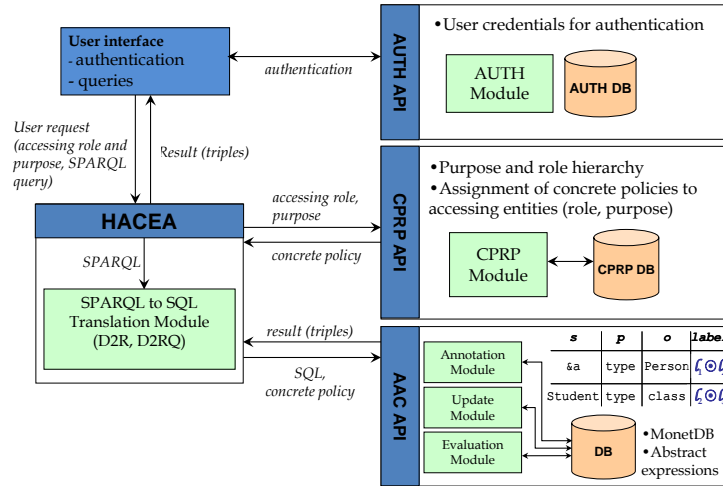 User interface
- authentication
- queries
authentication
AUTH API
•User credentials for authentication
AUTH
Module
AUTH DB
User request
(accessing role and
purpose, SPARQL
query)
Result (triples)
HACEA
SPARQL
SPARQL to SQL
Translation Module
(D2R, D2RQ)
accessing role,
purpose
concrete policy
CPRP API
•Purpose and role hierarchy
•Assignment of concrete policies to
accessing entities (role, purpose)
CPRP
Module
CPRP DB
result (triples)
SQL,
concrete policy
AAC API
Annotation
Module
Update
Module
Evaluation
Module
s p o label
&a type Person
Student type class
DB
•MonetDB
•Abstract
expressions